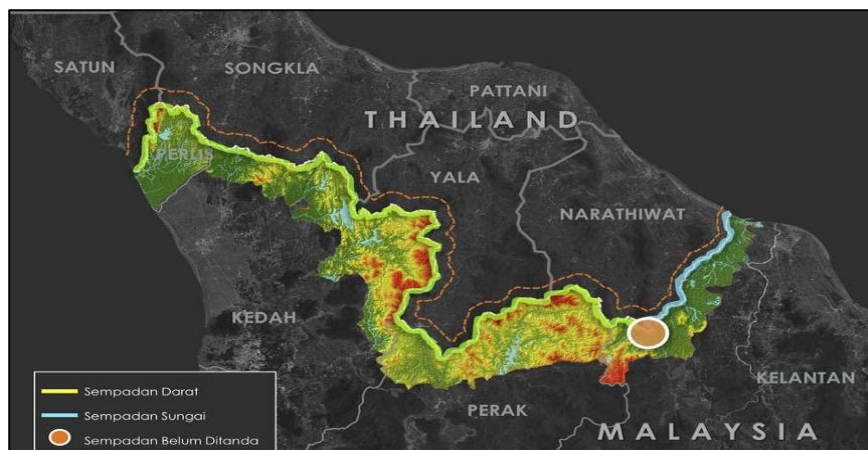 SATUN
SONGKLA
PATTANI
THAILAND
PERLIS
YALA
NARATHIWAT
KEDAH
KELANTAN
PERAK
MALAYSIA
Sempadan Darat
Sempadan Sungai
Sempadan Belum Ditanda